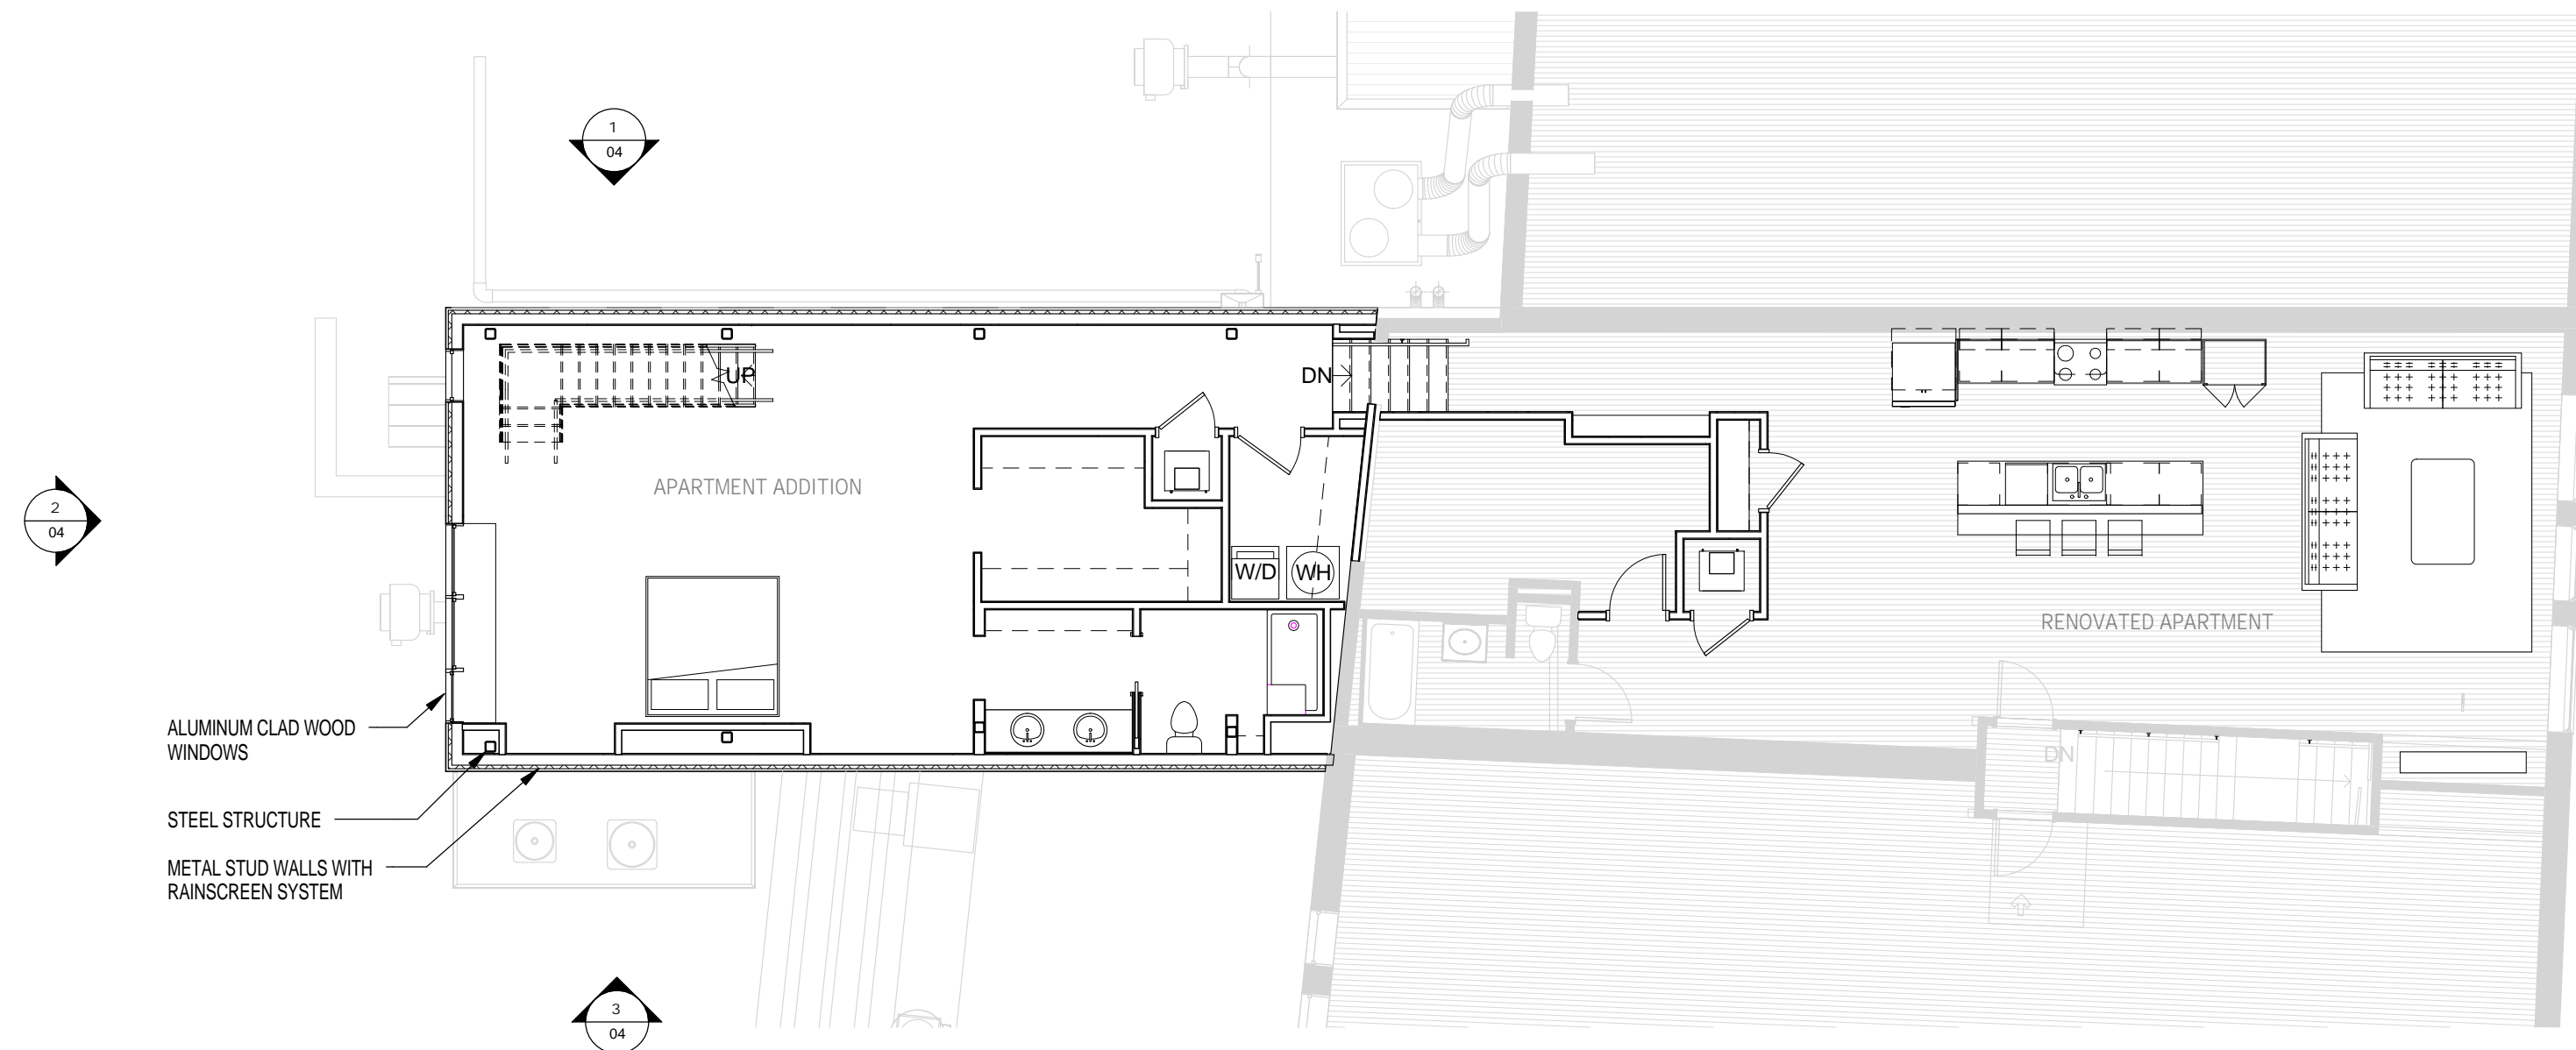 1
04
UP
DN
APARTMENT ADDITION
2
04
W/D
WH
RENOVATED APARTMENT
ALUMINUM CLAD WOOD
WINDOWS
DN
STEEL STRUCTURE
METAL STUD WALLS WITH
RAINSCREEN SYSTEM
3
04